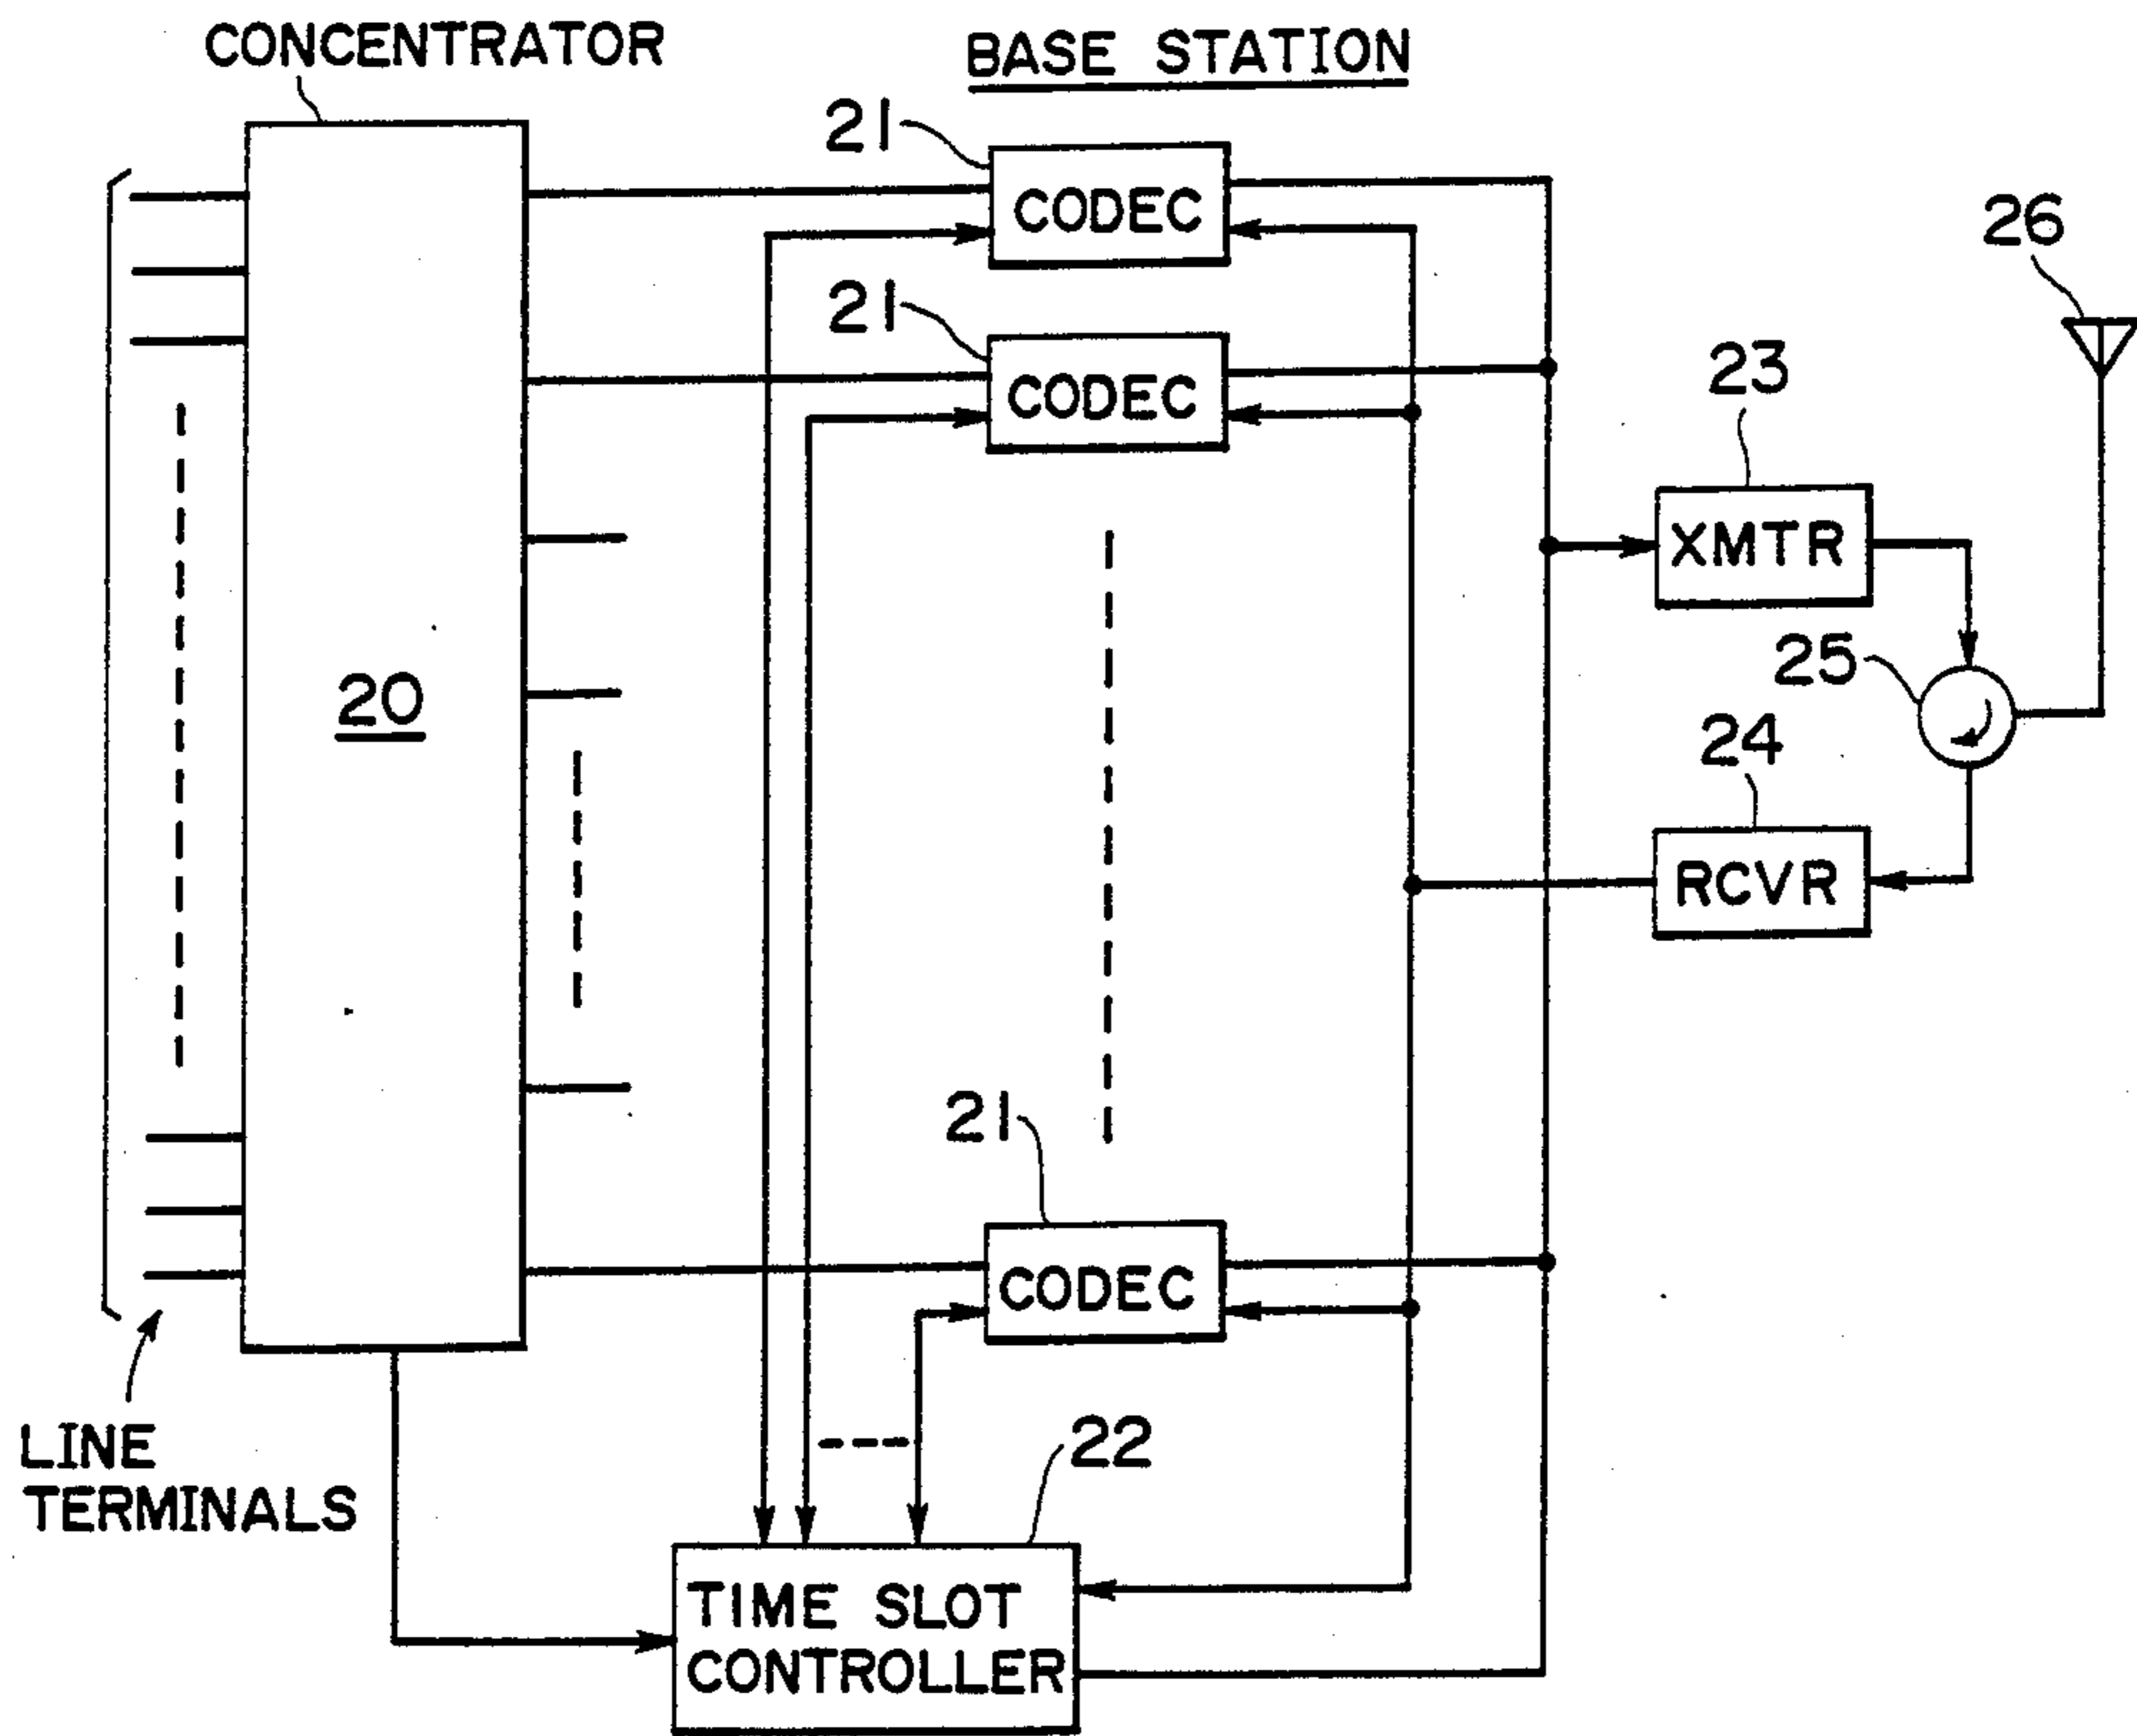 CONCENTRATOR
BASE STATION
21
CODEC
26
21
CODEC
23
XMTR
20
25
24
RCVR
21
CODEC
LINE
TERMINALS
22
TIME SLOT
CONTROLLER